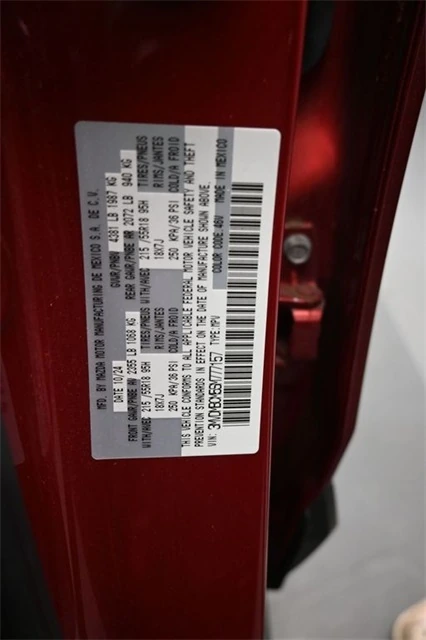 MFD. BY MAZDA MOTOR MANUFACTURING DE MEXICO S.A. DE C.V.
DATE 10/24 GVWR/PNBV 4381 LB 1987 KG
FRONT GAWR/PNBE AV 2355 LB 1068 KG REAR GAWR/PNBE AR 2072 LB 940 KG
WITH/AVEC TIRES/PNEUS 215 /55R18 95H WITH/AVEC TIRES/PNEUS 215 /55R18 95H
RIMS/JANTES 18X7J RIMS/JANTES 18X7J
COLD/A FROID 250 KPA/36 PSI COLD/A FROID 250 KPA/36 PSI
THIS VEHICLE CONFORMS TO ALL APPLICABLE FEDERAL MOTOR VEHICLE SAFETY AND THEFT
PREVENTION STANDARDS IN EFFECT ON THE DATE OF MANUFACTURE SHOWN ABOVE.
VIN: TYPE: MPV COLOR CODE: 46V MADE IN MEXICO